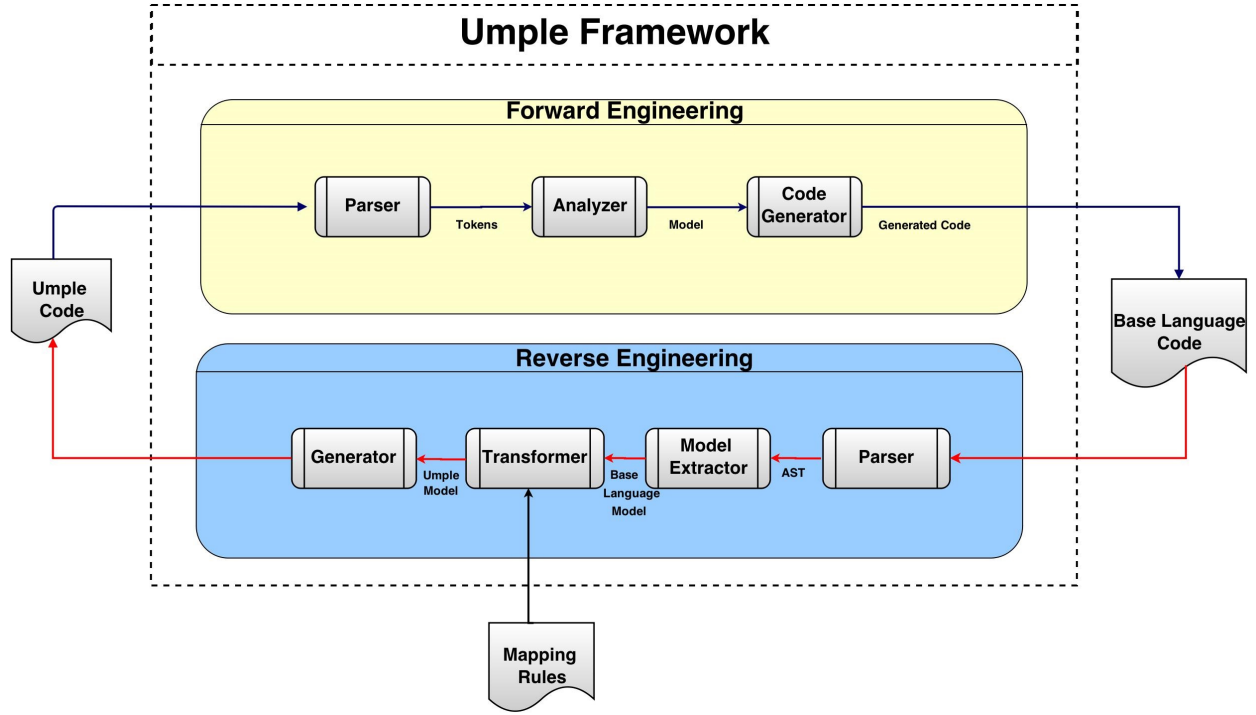 Umple Framework
Forward Engineering
Parser
Tokens
Analyzer
Model
Code
Generator
Generated Code
Umple
Code
Base Language
Code
Reverse Engineering
Generator
Umple
Model
Transformer
Base
Language
Model
Model
Extractor
AST
Parser
Mapping
Rules